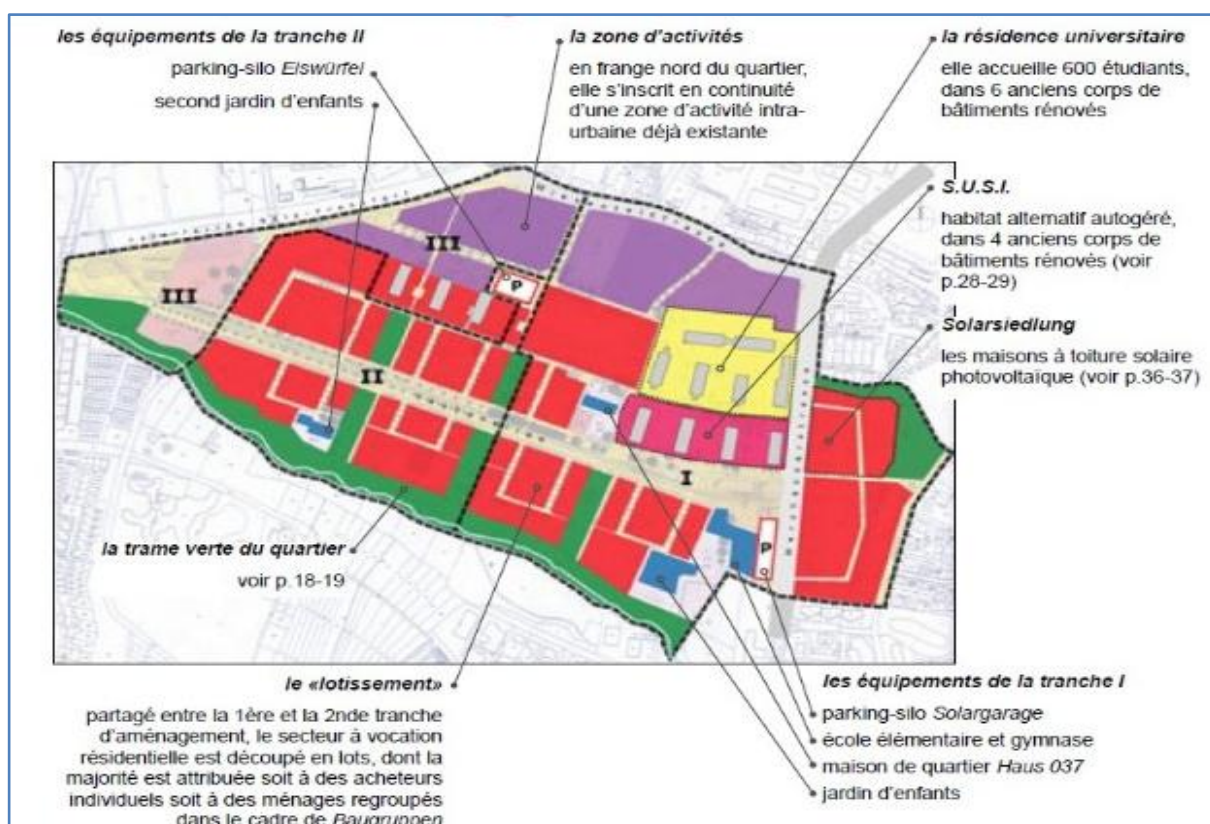 les équipements de la tranche II
parking-silo Eiswürfel
second jardin d'enfants
la zone d'activités
en frange nord du quartier,
elle s'inscrit en continuité
d'une zone d'activité intra-
urbaine déjà existante
la résidence universitaire
elle accueille 600 étudiants,
dans 6 anciens corps de
bâtiments rénovés
S.U.S.I.
habitat alternatif autogéré,
dans 4 anciens corps de
bâtiments rénovés (voir
p.28-29)
Solarsiedlung
les maisons à toiture solaire
photovoltaïque (voir p.36-37)
III
P
III
II
I
P
la trame verte du quartier
voir p.18-19
le «lotissement»
partagé entre la 1ère et la 2nde tranche
d'aménagement, le secteur à vocation
résidentielle est découpé en lots, dont la
majorité est attribuée soit à des acheteurs
individuels soit à des ménages regroupés
dans le cadre de Baugruppen
les équipements de la tranche I
parking-silo Solargarage
école élémentaire et gymnase
maison de quartier Haus 037
jardin d'enfants